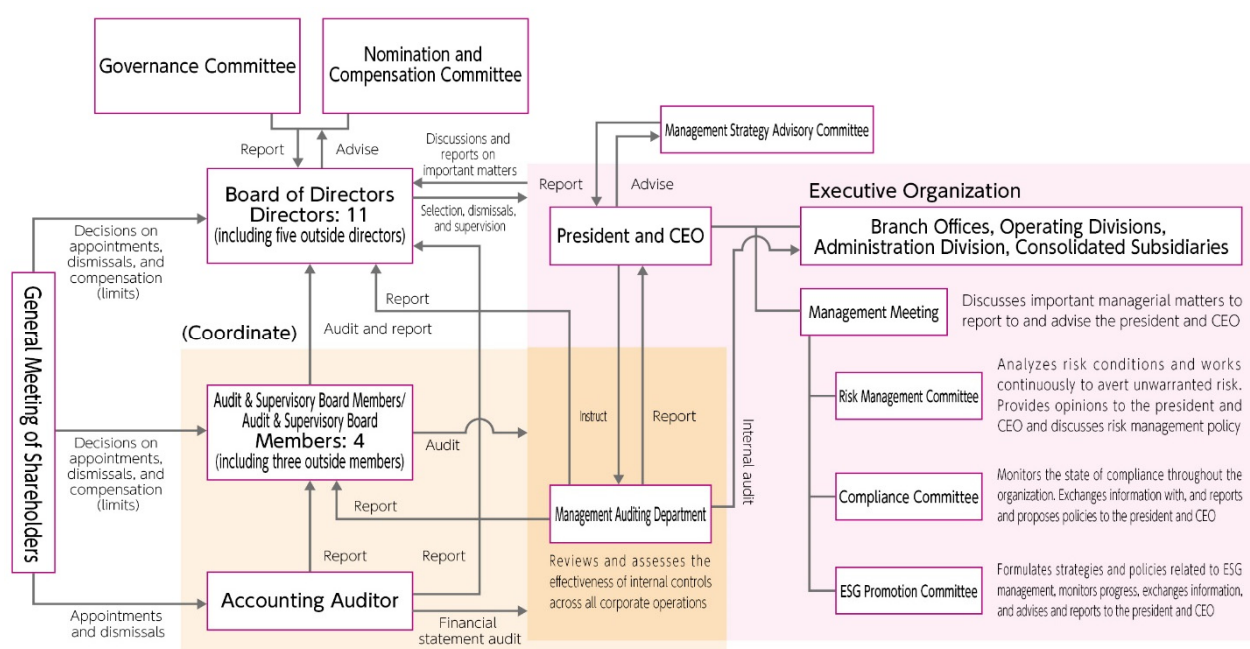 Governance Committee
Nomination and
Compensation Committee
Report
Advise
Discussions and
reports on
important matters
Management Strategy Advisory Committee
Report
Advise
Executive Organization
Board of Directors
Directors: 11
(including five outside directors)
Selection, dismissals,
and supervision
President and CEO
Branch Offices, Operating Divisions,
Administration Division, Consolidated Subsidiaries
Decisions on
appointments,
dismissals, and
compensation
(limits)
General Meeting of Shareholders
Report
Audit and report
(Coordinate)
Management Meeting
Discusses important managerial matters to
report to and advise the president and CEO
Audit & Supervisory Board Members/
Audit & Supervisory Board
Members: 4
(including three outside members)
Audit
Instruct
Report
Internal audit
Risk Management Committee
Analyzes risk conditions and works
continuously to avert unwarranted risk.
Provides opinions to the president and
CEO and discusses risk management policy
Decisions on
appointments,
dismissals, and
compensation
(limits)
Report
Management Auditing Department
Reviews and assesses the
effectiveness of internal controls
across all corporate operations
Compliance Committee
Monitors the state of compliance throughout the
organization. Exchanges information with, and reports
and proposes policies to the president and CEO
Report
Report
Accounting Auditor
Appointments
and dismissals
Financial
statement audit
ESG Promotion Committee
Formulates strategies and policies related to ESG
management, monitors progress, exchanges information,
and advises and reports to the president and CEO